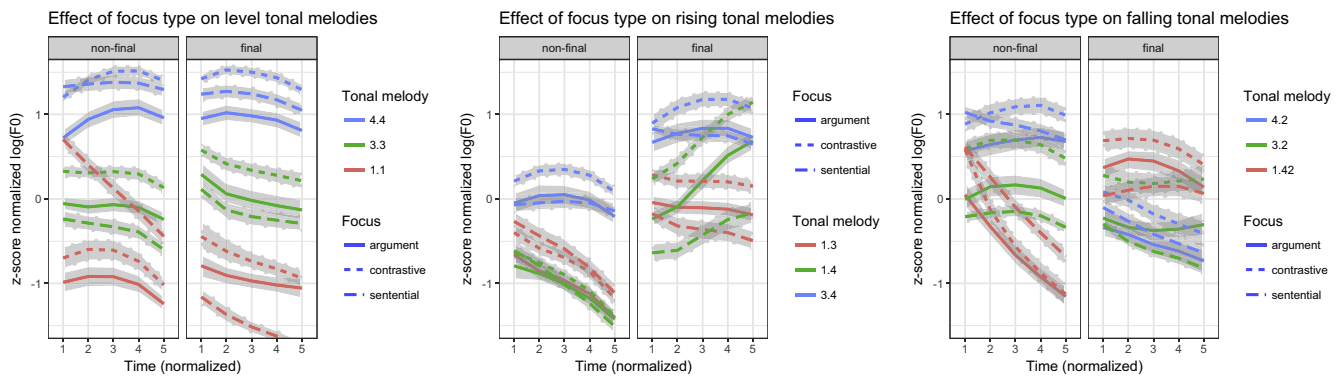 Effect of focus type on level tonal melodies
non-final
final
z-score normalized log(F0)
1
0
-1
1 2 3 4 5
1 2 3 4 5
Time (normalized)
Tonal melody
4.4
3.3
1.1
Focus
argument
contrastive
sentential
Effect of focus type on rising tonal melodies
non-final
final
z-score normalized log(F0)
1
0
-1
1 2 3 4 5
1 2 3 4 5
Time (normalized)
Focus
argument
contrastive
sentential
Tonal melody
1.3
1.4
3.4
Effect of focus type on falling tonal melodies
non-final
final
z-score normalized log(F0)
1
0
-1
1 2 3 4 5
1 2 3 4 5
Time (normalized)
Tonal melody
4.2
3.2
1.42
Focus
argument
contrastive
sentential